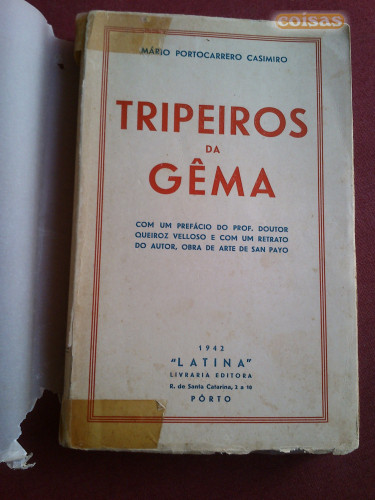 coisas
MÁRIO PORTOCARRERO CASIMIRO
TRIPEIROS
DA
GÊMA
COM UM PREFÁCIO DO PROF. DOUTOR
QUEIROZ VELLOSO E COM UM RETRATO
DO AUTOR, OBRA DE ARTE DE SAN PAYO
1942
"LATINA"
LIVRARIA EDITORA
R. de Santa Catarina, 2 a 10
PÔRTO